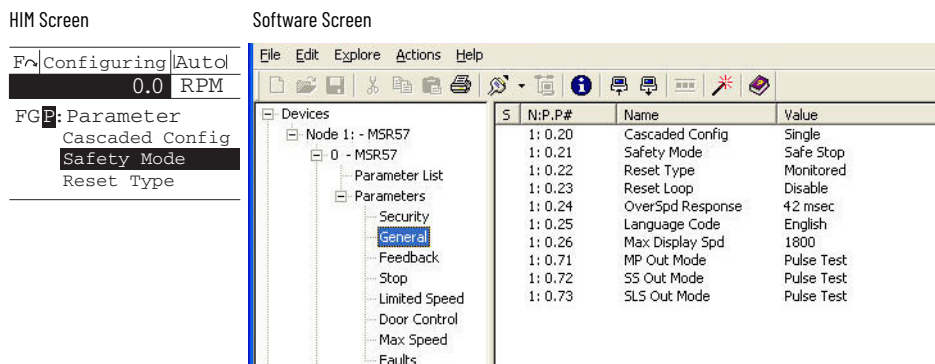 HIM Screen
Software Screen
F Configuring Auto
0.0 RPM
FGP: Parameter
Cascaded Config
Safety Mode
Reset Type
File Edit Explore Actions Help
Devices
Node 1: - MSR57
0 - MSR57
Parameter List
Parameters
Security
General
Feedback
Stop
Limited Speed
Door Control
Max Speed
Faults
S N:P.P# Name Value
1: 0.20 Cascaded Config Single
1: 0.21 Safety Mode Safe Stop
1: 0.22 Reset Type Monitored
1: 0.23 Reset Loop Disable
1: 0.24 OverSpd Response 42 msec
1: 0.25 Language Code English
1: 0.26 Max Display Spd 1800
1: 0.71 MP Out Mode Pulse Test
1: 0.72 SS Out Mode Pulse Test
1: 0.73 SLS Out Mode Pulse Test